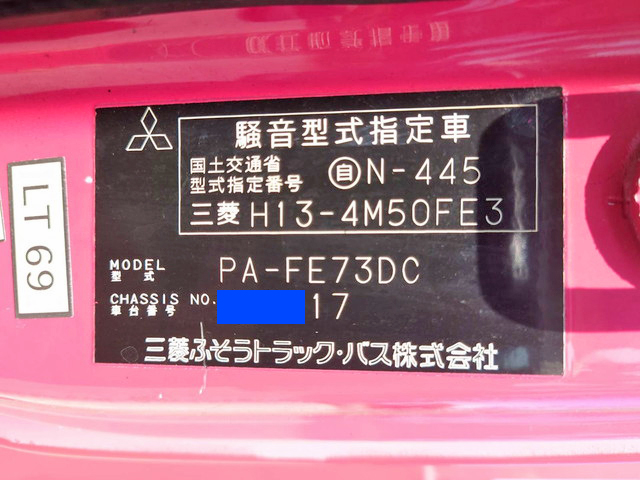 騒音型式指定車
国土交通省
型式指定番号 自N-445
三菱 H13-4M50FE3
MODEL
型式 PA-FE73DC
CHASSIS NO.
車台番号 17
三菱ふそうトラック・バス株式会社
LT 69